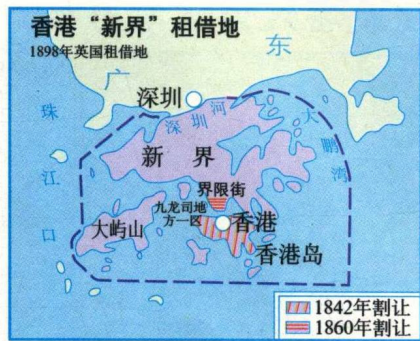 香港“新界”租借地
1898年英国租借地
广
东
深圳
深圳河
大鹏湾
珠江口
新界
界限街
九龙司地
方一区
香港
大屿山
香港岛
1842年割让
1860年割让